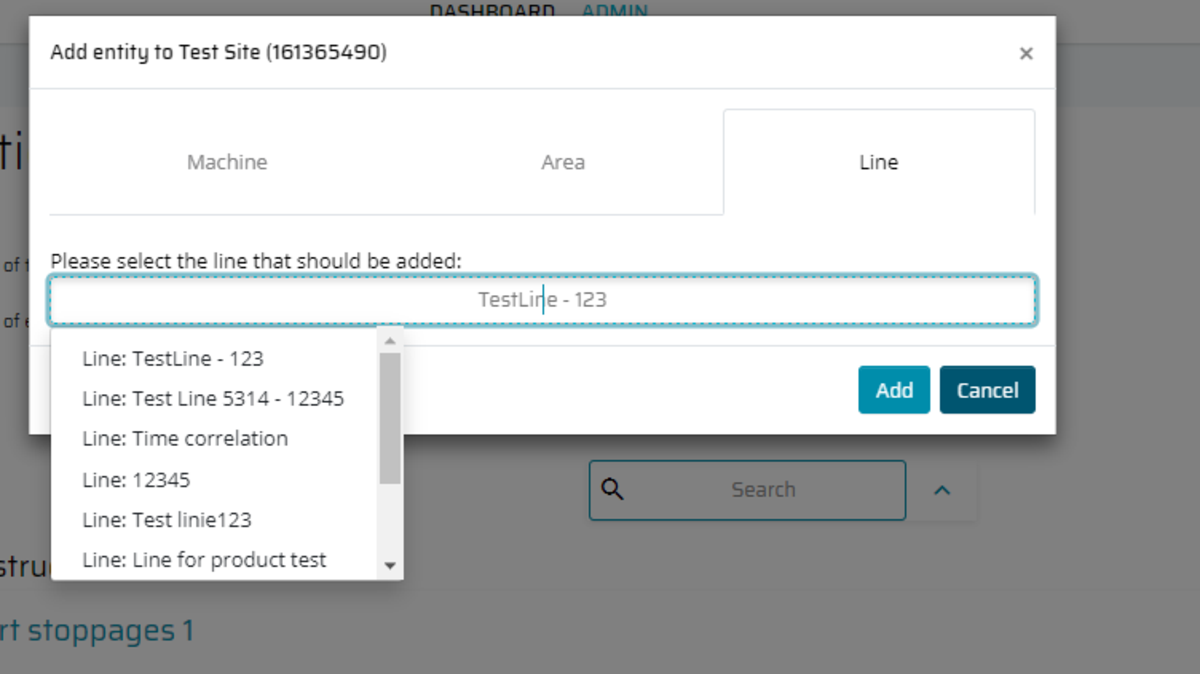 DASHBOARD ADMIN
Add entity to Test Site (161365490)
×
Machine Area Line
Please select the line that should be added:
TestLine - 123
Line: TestLine - 123
Line: Test Line 5314 - 12345
Line: Time correlation
Line: 12345
Line: Test linie123
Line: Line for product test
Add Cancel
Search
of
of
rt stoppages 1